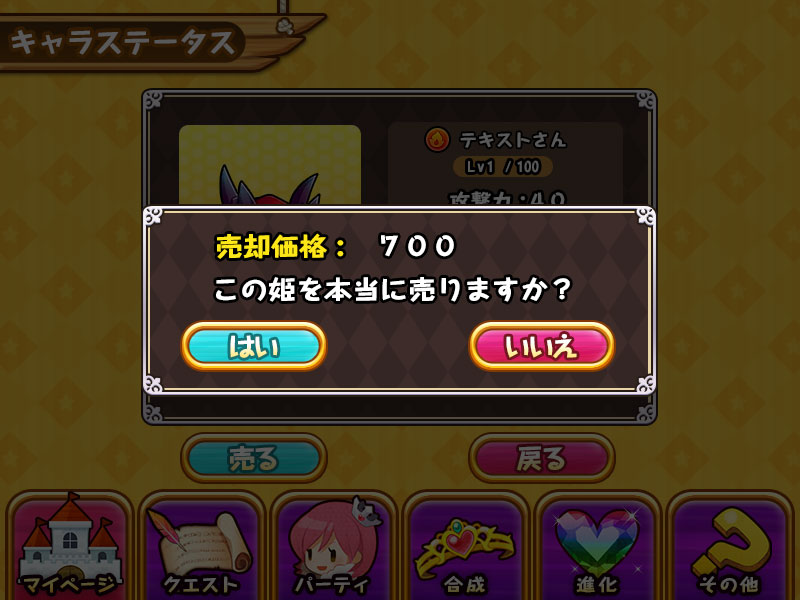 キャラステータス
テキストさん
Lv1 / 100
攻撃力：40
売却価格： 700
この姫を本当に売りますか？
はい
いいえ
売る
戻る
マイページ
クエスト
パーティ
合成
進化
その他